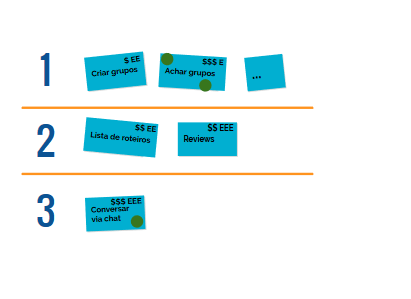 1
$ EE
Criar grupos
$$$ E
Achar grupos
...
2
$$ EE
Lista de roteiros
$$ EEE
Reviews
3
$$$ EEE
Conversar
via chat